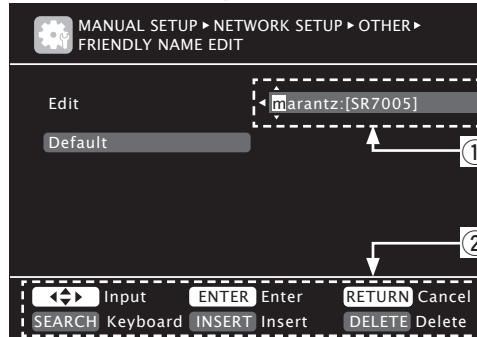 MANUAL SETUP ▸ NETWORK SETUP ▸ OTHER ▸
FRIENDLY NAME EDIT
Edit
marantz:[SR7005]
Default
①
②
Input ENTER Enter RETURN Cancel
SEARCH Keyboard INSERT Insert DELETE Delete